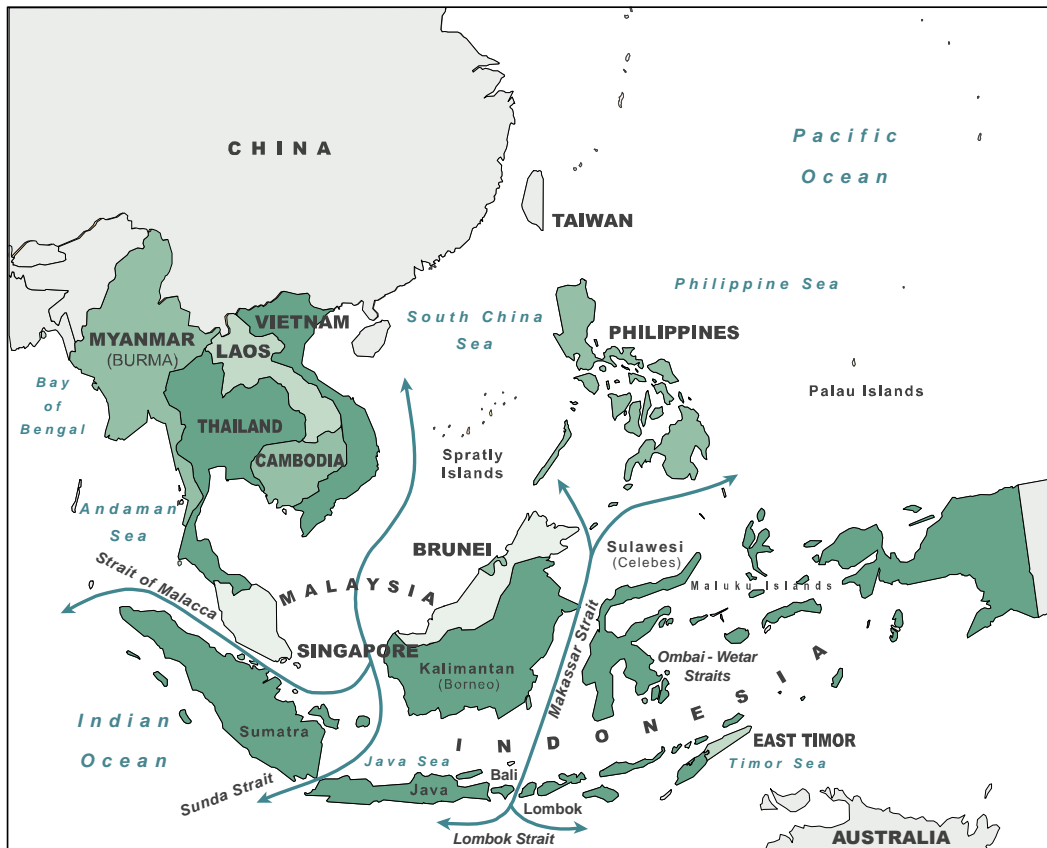 CHINA
Pacific
Ocean
TAIWAN
Philippine Sea
South China
Sea
PHILIPPINES
VIETNAM
MYANMAR
(BURMA)
LAOS
Bay
of
Bengal
Palau Islands
THAILAND
CAMBODIA
Spratly
Islands
Andaman
Sea
BRUNEI
Sulawesi
(Celebes)
Strait of Malacca
MALAYSIA
Maluku Islands
SINGAPORE
Makassar Strait
Kalimantan
(Borneo)
Ombai - Wetar
Straits
Indian
Ocean
Sumatra
INDONESIA
EAST TIMOR
Java Sea
Timor Sea
Bali
Sunda Strait
Java
Lombok
Lombok Strait
AUSTRALIA